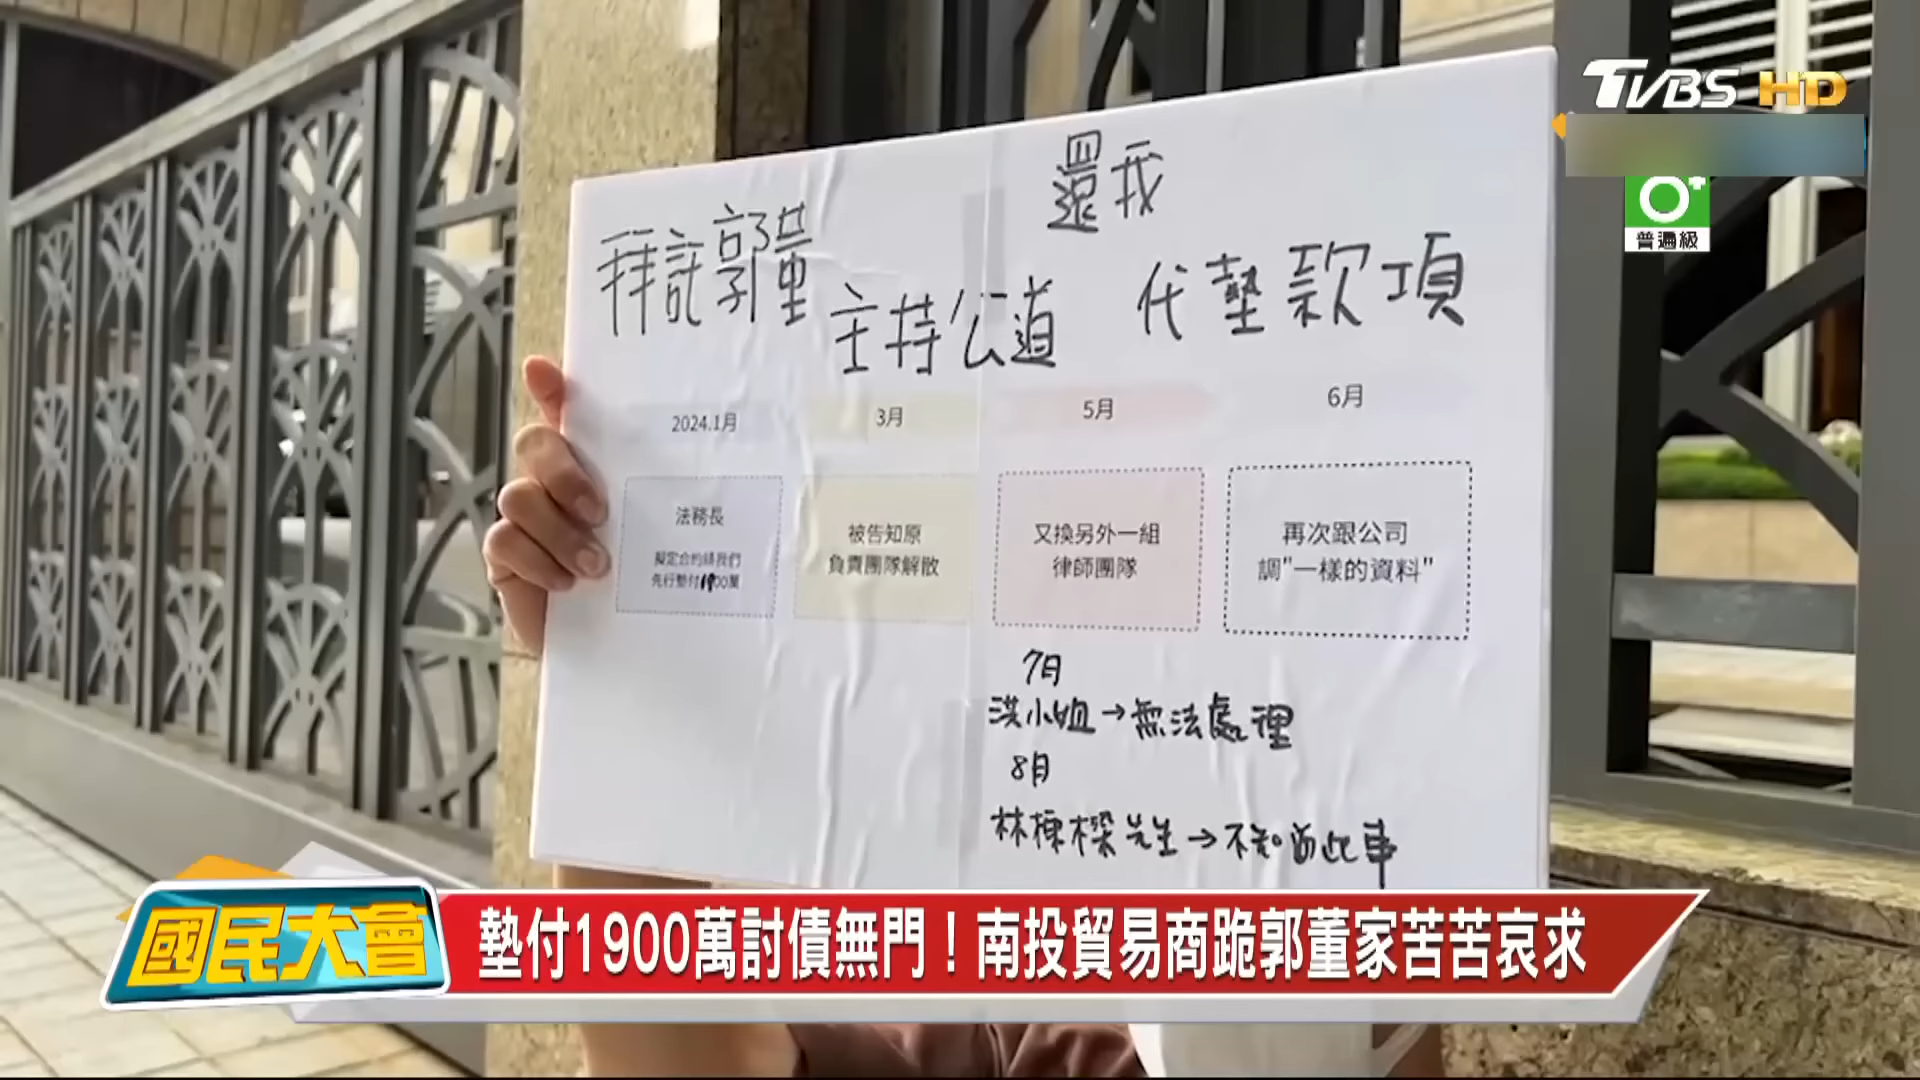 TVBS HD
普遍級
還我
拜託郭董
主持公道
代墊款項
2024.1月
3月
5月
6月
法務長
擬定合約請我們
先行墊付1900萬
被告知原
負責團隊解散
又換另外一組
律師團隊
再次跟公司
調"一樣的資料"
7月
洪小姐→無法處理
8月
林棟樑先生→不知道此事
國民大會
墊付1900萬討債無門！南投貿易商跪郭董家苦苦哀求